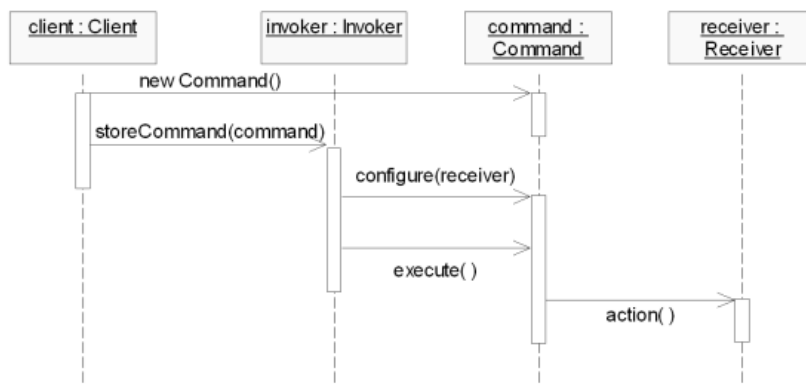 client : Client
invoker : Invoker
command :
Command
receiver :
Receiver
new Command()
storeCommand(command)
configure(receiver)
execute( )
action( )